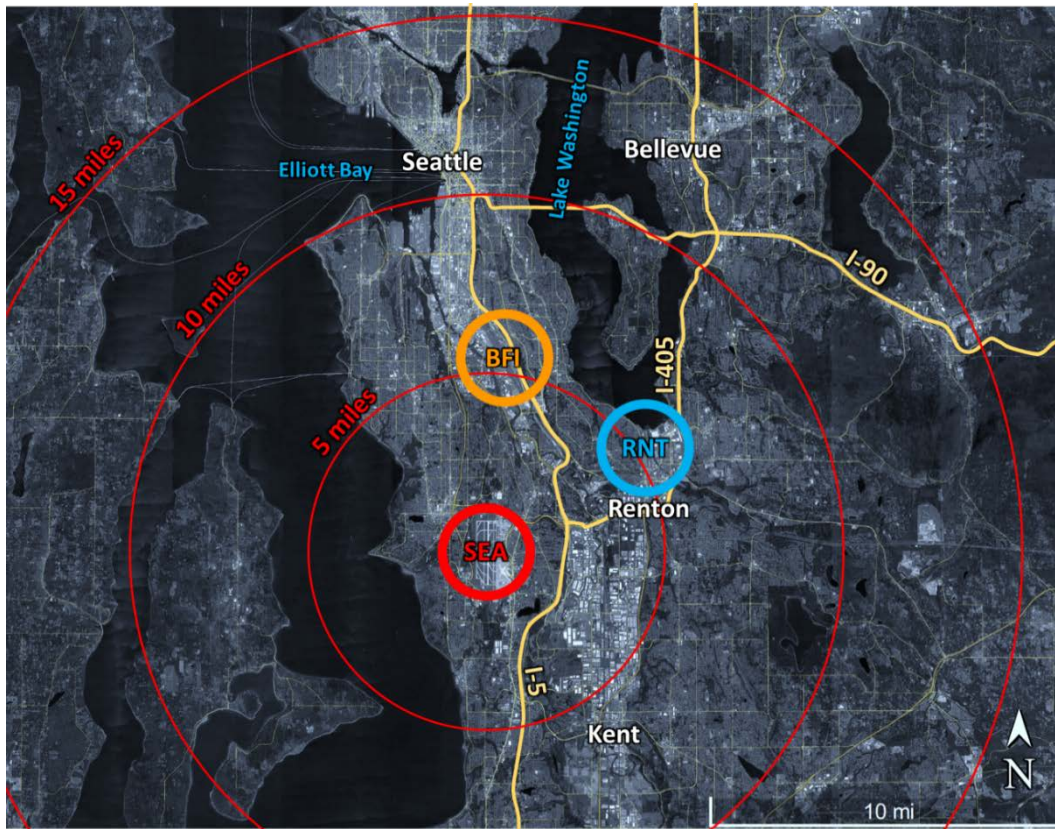 15 miles
Elliott Bay
Seattle
Lake Washington
Bellevue
10 miles
I-90
BFI
I-405
5 miles
RNT
Renton
SEA
I-5
Kent
N
10 mi